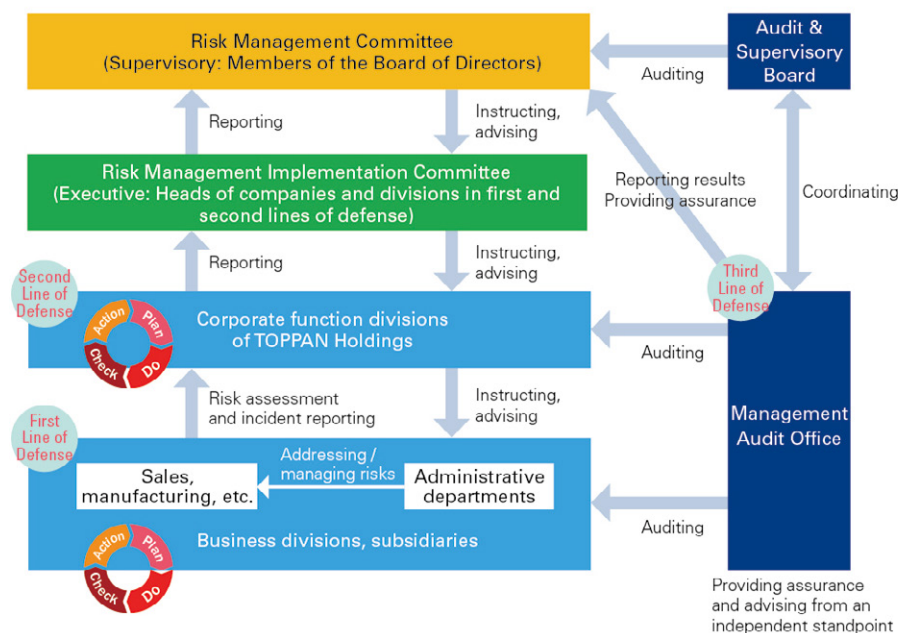 Risk Management Committee
(Supervisory: Members of the Board of Directors)
Auditing
Audit &
Supervisory
Board
Reporting
Instructing,
advising
Risk Management Implementation Committee
(Executive: Heads of companies and divisions in first and
second lines of defense)
Reporting results
Providing assurance
Coordinating
Reporting
Instructing,
advising
Second
Line of
Defense
Third
Line of
Defense
Action
Plan
Check
Do
Corporate function divisions
of TOPPAN Holdings
Auditing
Risk assessment
and incident reporting
Instructing,
advising
Management
Audit Office
First
Line of
Defense
Sales,
manufacturing, etc.
Addressing /
managing risks
Administrative
departments
Auditing
Action
Plan
Check
Do
Business divisions, subsidiaries
Providing assurance
and advising from an
independent standpoint